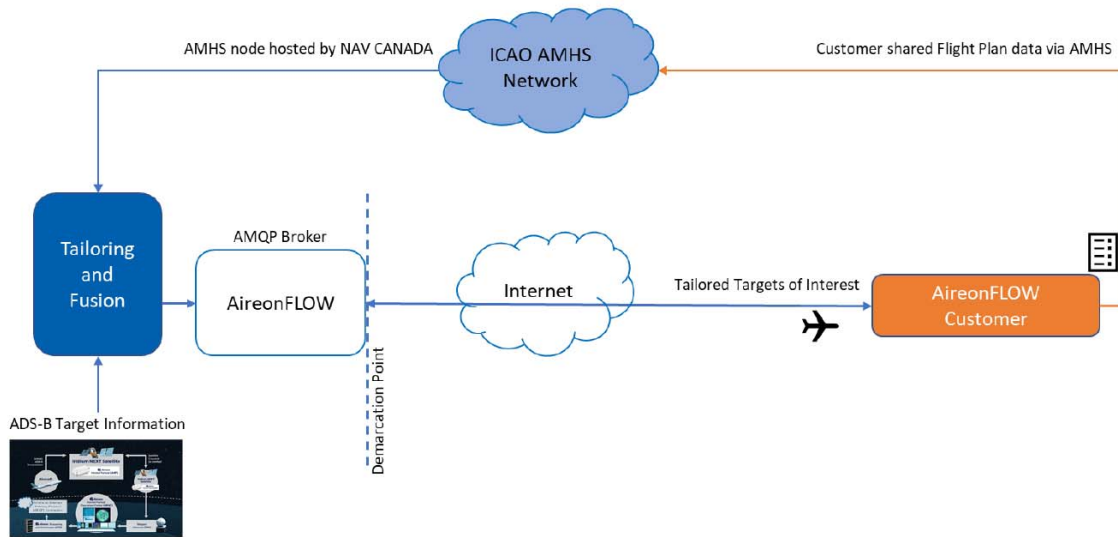 AMHS node hosted by NAV CANADA
ICAO AMHS
Network
Customer shared Flight Plan data via AMHS
Tailoring
and
Fusion
AMQP Broker
AireonFLOW
Demarcation Point
Internet
Tailored Targets of Interest
AireonFLOW
Customer
ADS-B Target Information